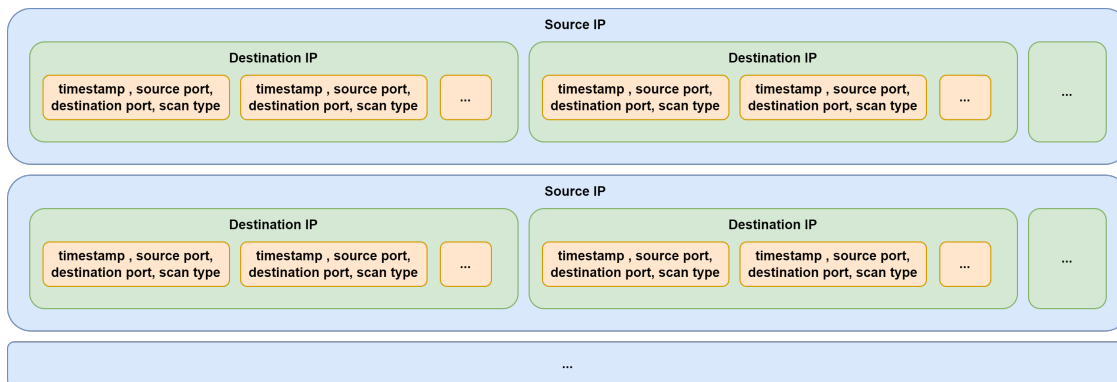 Source IP
Destination IP
timestamp , source port,
destination port, scan type
timestamp , source port,
destination port, scan type
...
Destination IP
timestamp , source port,
destination port, scan type
timestamp , source port,
destination port, scan type
...
...
Source IP
Destination IP
timestamp , source port,
destination port, scan type
timestamp , source port,
destination port, scan type
...
Destination IP
timestamp , source port,
destination port, scan type
timestamp , source port,
destination port, scan type
...
...
...